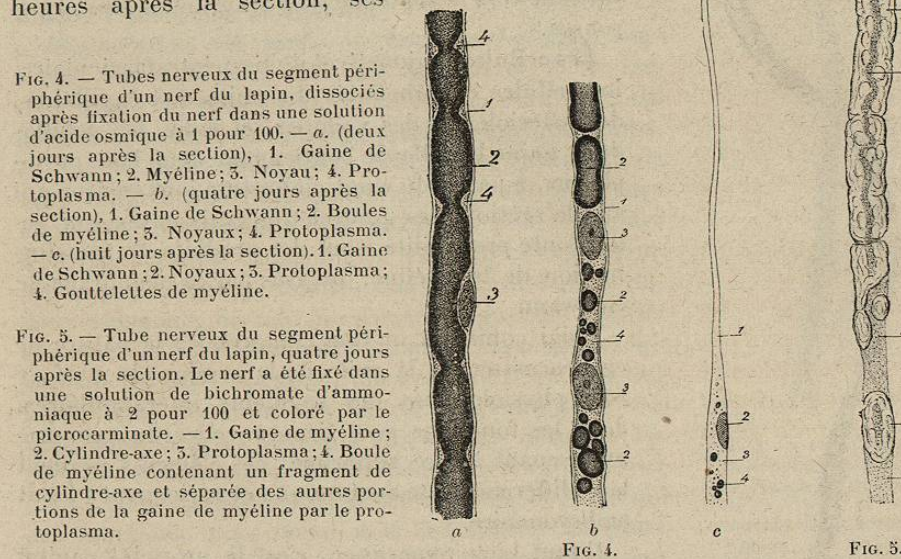 heures après la section, ses
FIG. 4. — Tubes nerveux du segment péri-
phérique d'un nerf du lapin, dissociés
après fixation du nerf dans une solution
d'acide osmique à 1 pour 100. — a. (deux
jours après la section), 1. Gaine de
Schwann; 2. Myéline; 3. Noyau; 4. Pro-
toplasma. — b. (quatre jours après la
section), 1. Gaine de Schwann; 2. Boules
de myéline; 3. Noyaux; 4. Protoplasma.
— c. (huit jours après la section). 1. Gaine
de Schwann; 2. Noyaux; 3. Protoplasma;
4. Gouttelettes de myéline.
FIG. 5. — Tube nerveux du segment péri-
phérique d'un nerf du lapin, quatre jours
après la section. Le nerf a été fixé dans
une solution de bichromate d'ammo-
niaque à 2 pour 100 et coloré par le
picrocarminate. — 1. Gaine de myéline;
2. Cylindre-axe; 3. Protoplasma; 4. Boule
de myéline contenant un fragment de
cylindre-axe et séparée des autres por-
tions de la gaine de myéline par le pro-
toplasma.
4
1
2
4
3
a
2
1
3
2
4
3
2
b
1
2
3
4
c
FIG. 4.
FIG. 5.